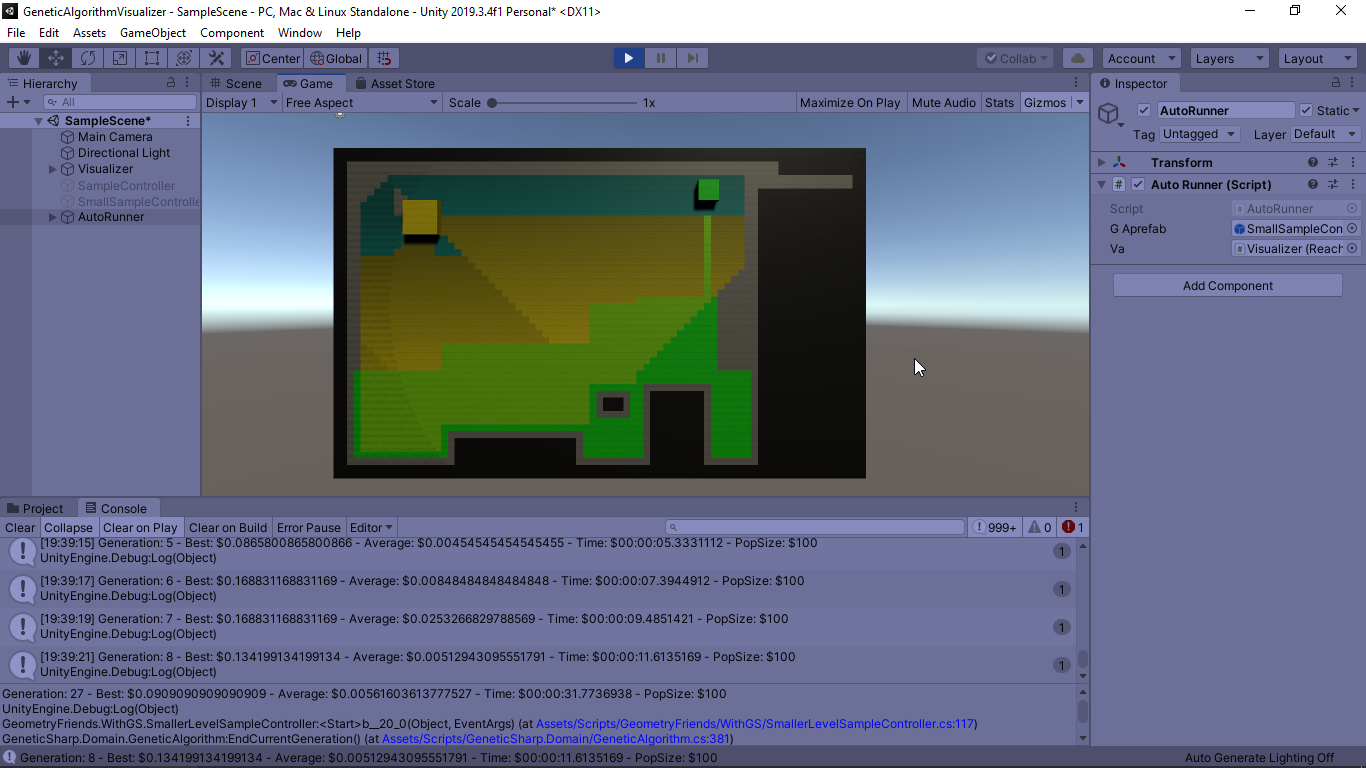 GeneticAlgorithmVisualizer - SampleScene - PC, Mac & Linux Standalone - Unity 2019.3.4f1 Personal* <DX11>
File Edit Assets GameObject Component Window Help
Center Global Collab Account Layers Layout
Hierarchy Scene Game Asset Store Inspector
All
Display 1 Free Aspect Scale 1x Maximize On Play Mute Audio Stats Gizmos
SampleScene*
Main Camera
Directional Light
Visualizer
SampleController
SmallSampleControlle
AutoRunner
AutoRunner Static
Tag Untagged Layer Default
Transform
Auto Runner (Script)
Script AutoRunner
G Aprefab SmallSampleCon
Va Visualizer (Reach
Add Component
Project Console
Clear Collapse Clear on Play Clear on Build Error Pause Editor 999+ 0 1
[19:39:15] Generation: 5 - Best: $0.0865800865800866 - Average: $0.00454545454545455 - Time: $00:00:05.3331112 - PopSize: $100
UnityEngine.Debug:Log(Object) 1
[19:39:17] Generation: 6 - Best: $0.168831168831169 - Average: $0.00848484848484848 - Time: $00:00:07.3944912 - PopSize: $100
UnityEngine.Debug:Log(Object) 1
[19:39:19] Generation: 7 - Best: $0.168831168831169 - Average: $0.0253266829788569 - Time: $00:00:09.4851421 - PopSize: $100
UnityEngine.Debug:Log(Object) 1
[19:39:21] Generation: 8 - Best: $0.134199134199134 - Average: $0.00512943095551791 - Time: $00:00:11.6135169 - PopSize: $100
UnityEngine.Debug:Log(Object) 1
Generation: 27 - Best: $0.0909090909090909 - Average: $0.00561603613777527 - Time: $00:00:31.7736938 - PopSize: $100
UnityEngine.Debug:Log(Object)
GeometryFriends.WithGS.SmallerLevelSampleController:<Start>b__20_0(Object, EventArgs) (at Assets/Scripts/GeometryFriends/WithGS/SmallerLevelSampleController.cs:117)
GeneticSharp.Domain.GeneticAlgorithm:EndCurrentGeneration() (at Assets/Scripts/GeneticSharp.Domain/GeneticAlgorithm.cs:381)
Generation: 8 - Best: $0.134199134199134 - Average: $0.00512943095551791 - Time: $00:00:11.6135169 - PopSize: $100
Auto Generate Lighting Off